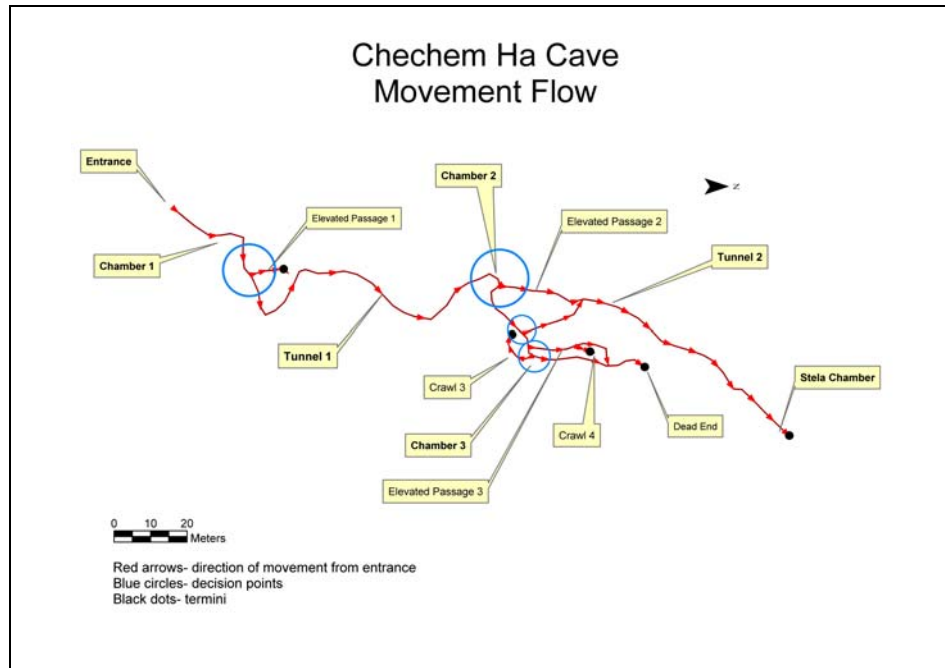 Chechem Ha Cave
Movement Flow
Entrance
Chamber 2
N
Elevated Passage 1
Elevated Passage 2
Chamber 1
Tunnel 2
Tunnel 1
Stela Chamber
Crawl 3
Dead End
Chamber 3
Crawl 4
Elevated Passage 3
0 10 20
Meters
Red arrows- direction of movement from entrance
Blue circles- decision points
Black dots- termini